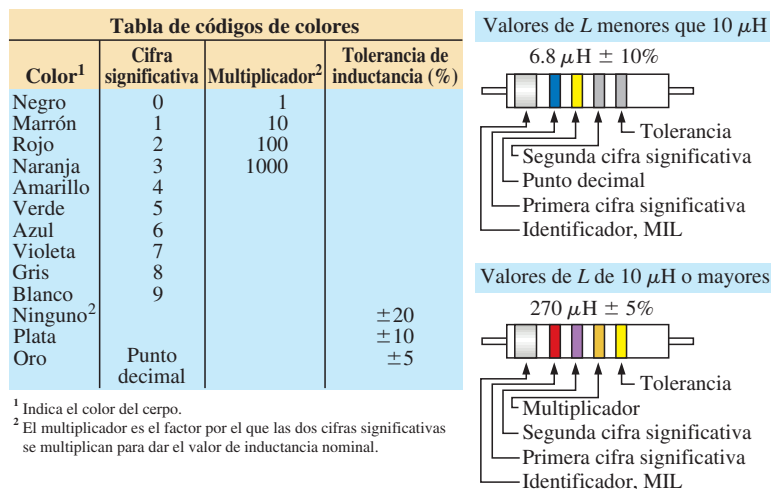 Tabla de códigos de colores
Color1 Cifra significativa Multiplicador2 Tolerancia de inductancia (%)
Negro 0 1
Marrón 1 10
Rojo 2 100
Naranja 3 1000
Amarillo 4
Verde 5
Azul 6
Violeta 7
Gris 8
Blanco 9
Ninguno2 ±20
Plata ±10
Oro Punto decimal ±5
1 Indica el color del cerpo.
2 El multiplicador es el factor por el que las dos cifras significativas
se multiplican para dar el valor de inductancia nominal.
Valores de L menores que 10 μH
6.8 μH ± 10%
Tolerancia
Segunda cifra significativa
Punto decimal
Primera cifra significativa
Identificador, MIL
Valores de L de 10 μH o mayores
270 μH ± 5%
Tolerancia
Multiplicador
Segunda cifra significativa
Primera cifra significativa
Identificador, MIL